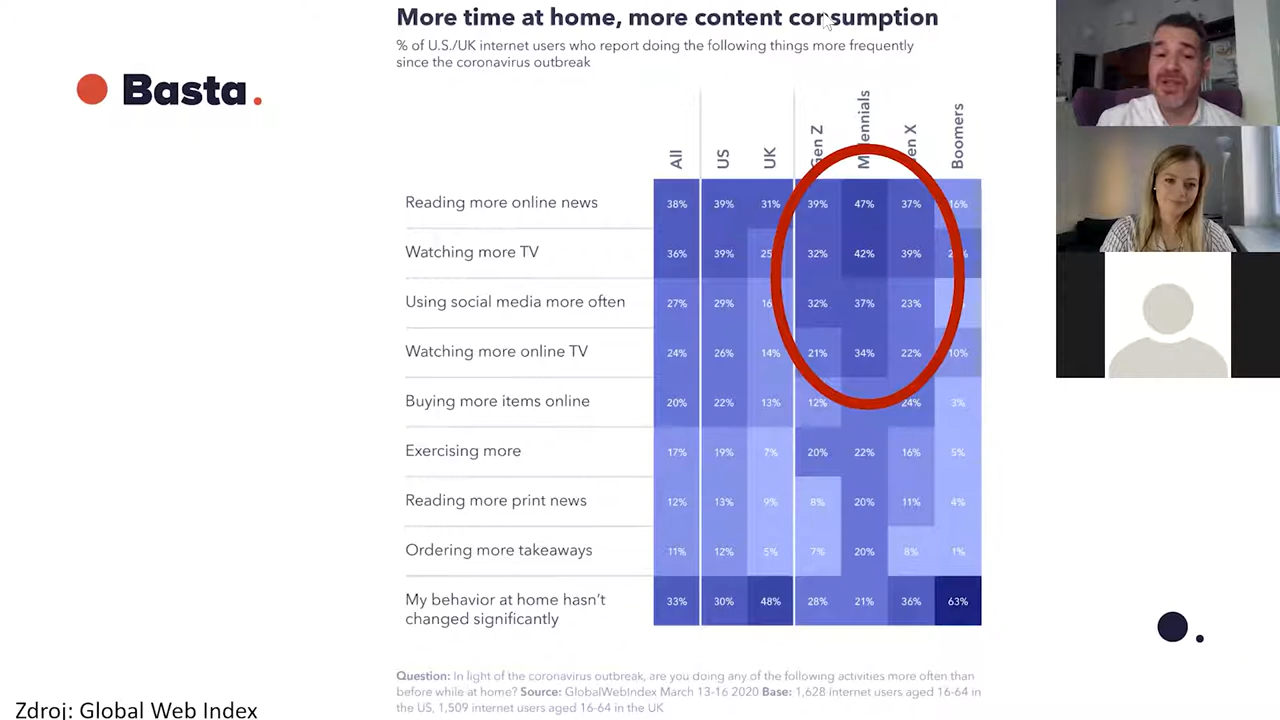 More time at home, more content consumption
% of U.S./UK internet users who report doing the following things more frequently
since the coronavirus outbreak
Basta.
All US UK Gen Z Millennials Gen X Boomers
Reading more online news 38% 39% 31% 39% 47% 37% 16%
Watching more TV 36% 39% 32% 42% 39%
Using social media more often 27% 29% 32% 37% 23%
Watching more online TV 24% 26% 14% 21% 34% 22% 10%
Buying more items online 20% 22% 13% 12% 24% 3%
Exercising more 17% 19% 7% 20% 22% 16% 5%
Reading more print news 12% 13% 9% 8% 20% 11% 4%
Ordering more takeaways 11% 12% 5% 7% 20% 8% 1%
My behavior at home hasn't
changed significantly 33% 30% 48% 28% 21% 36% 63%
Question: In light of the coronavirus outbreak, are you doing any of the following activities more often than
before while at home? Source: GlobalWebIndex March 13-16 2020 Base: 1,628 internet users aged 16-64 in
the US, 1,509 internet users aged 16-64 in the UK
Zdroj: Global Web Index